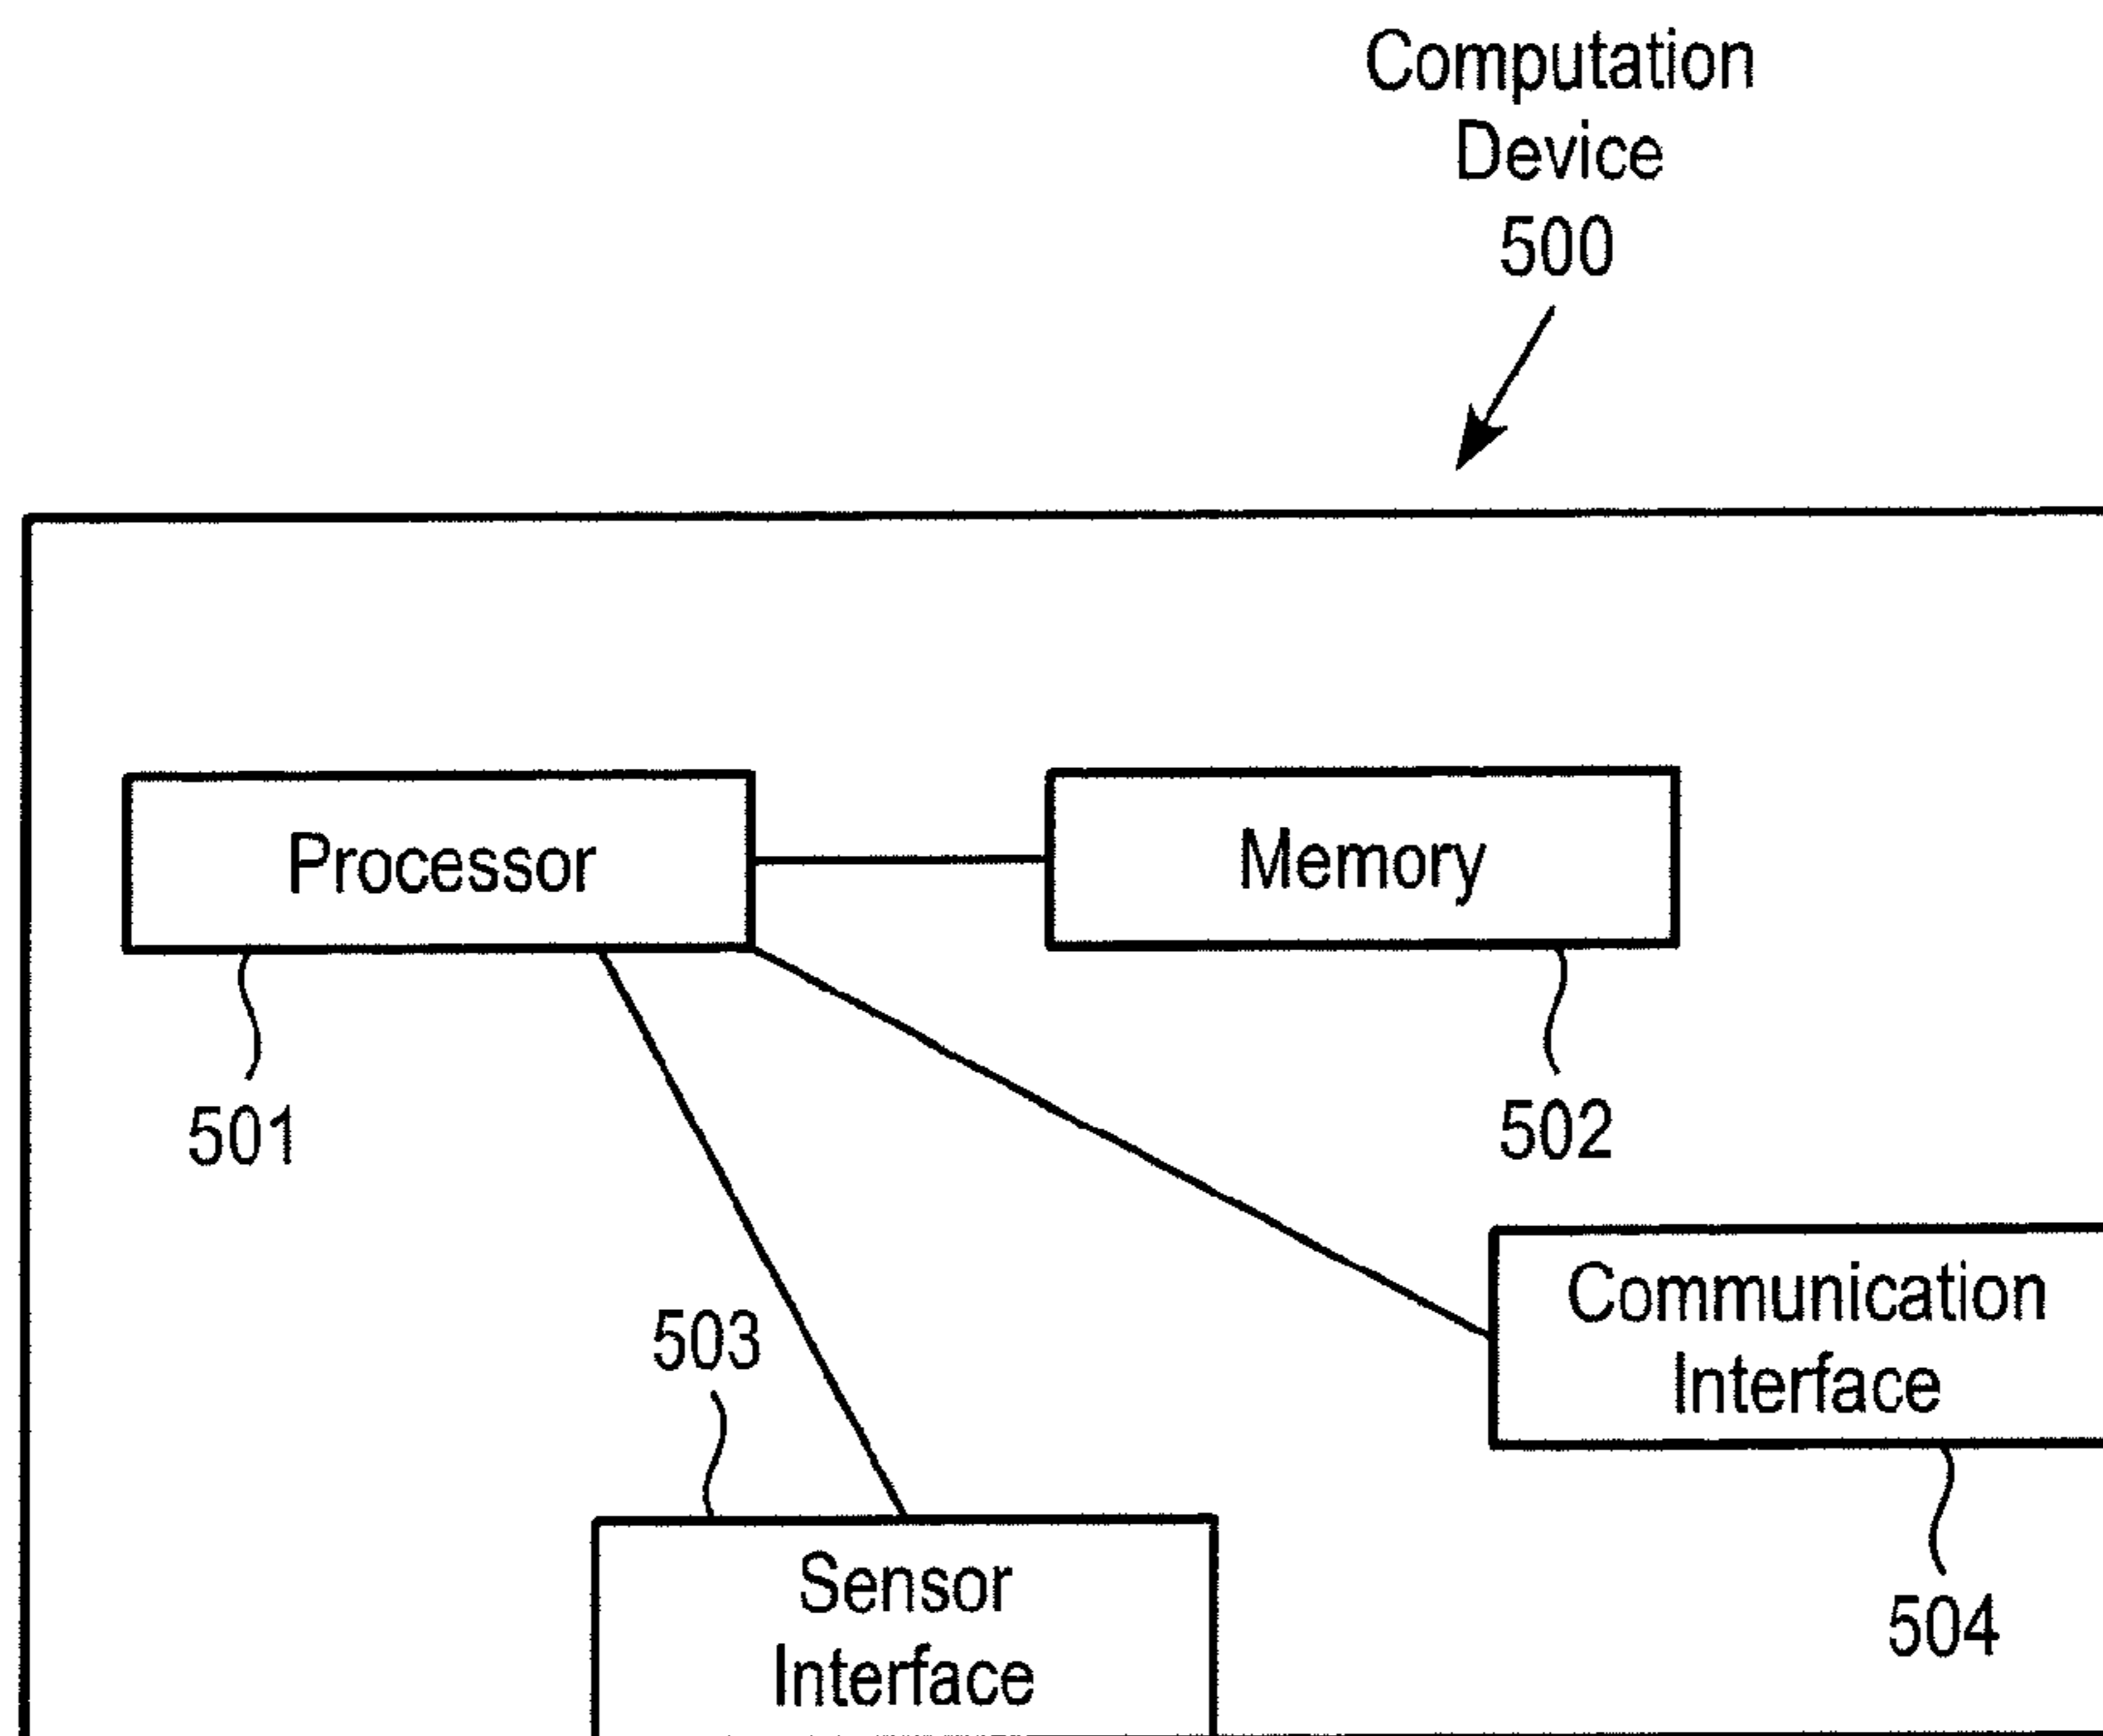 Computation
Device
500
Processor
Memory
501
502
503
Communication
Interface
Sensor
Interface
504